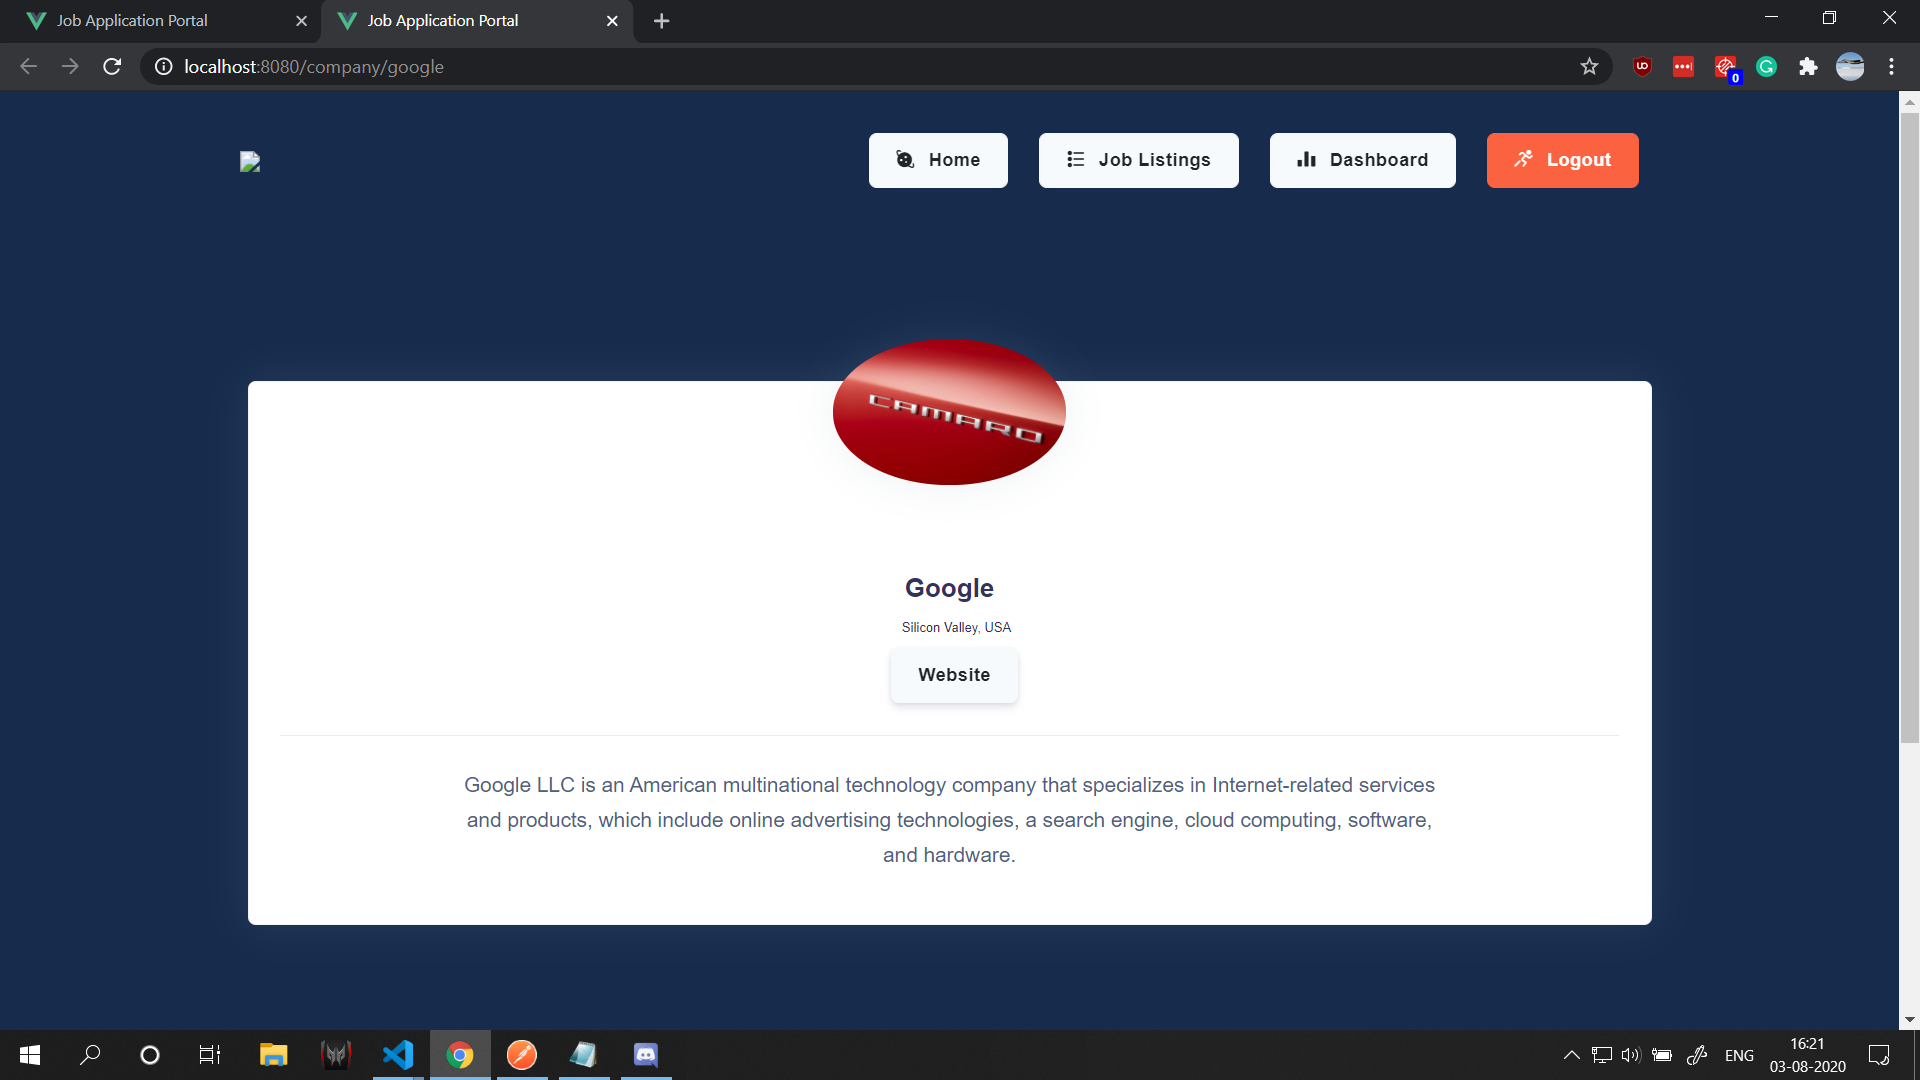 Job Application Portal
Job Application Portal
localhost:8080/company/google
0
Home
Job Listings
Dashboard
Logout
CAMARO
Google
Silicon Valley, USA
Website
Google LLC is an American multinational technology company that specializes in Internet-related services
and products, which include online advertising technologies, a search engine, cloud computing, software,
and hardware.
ENG
16:21
03-08-2020